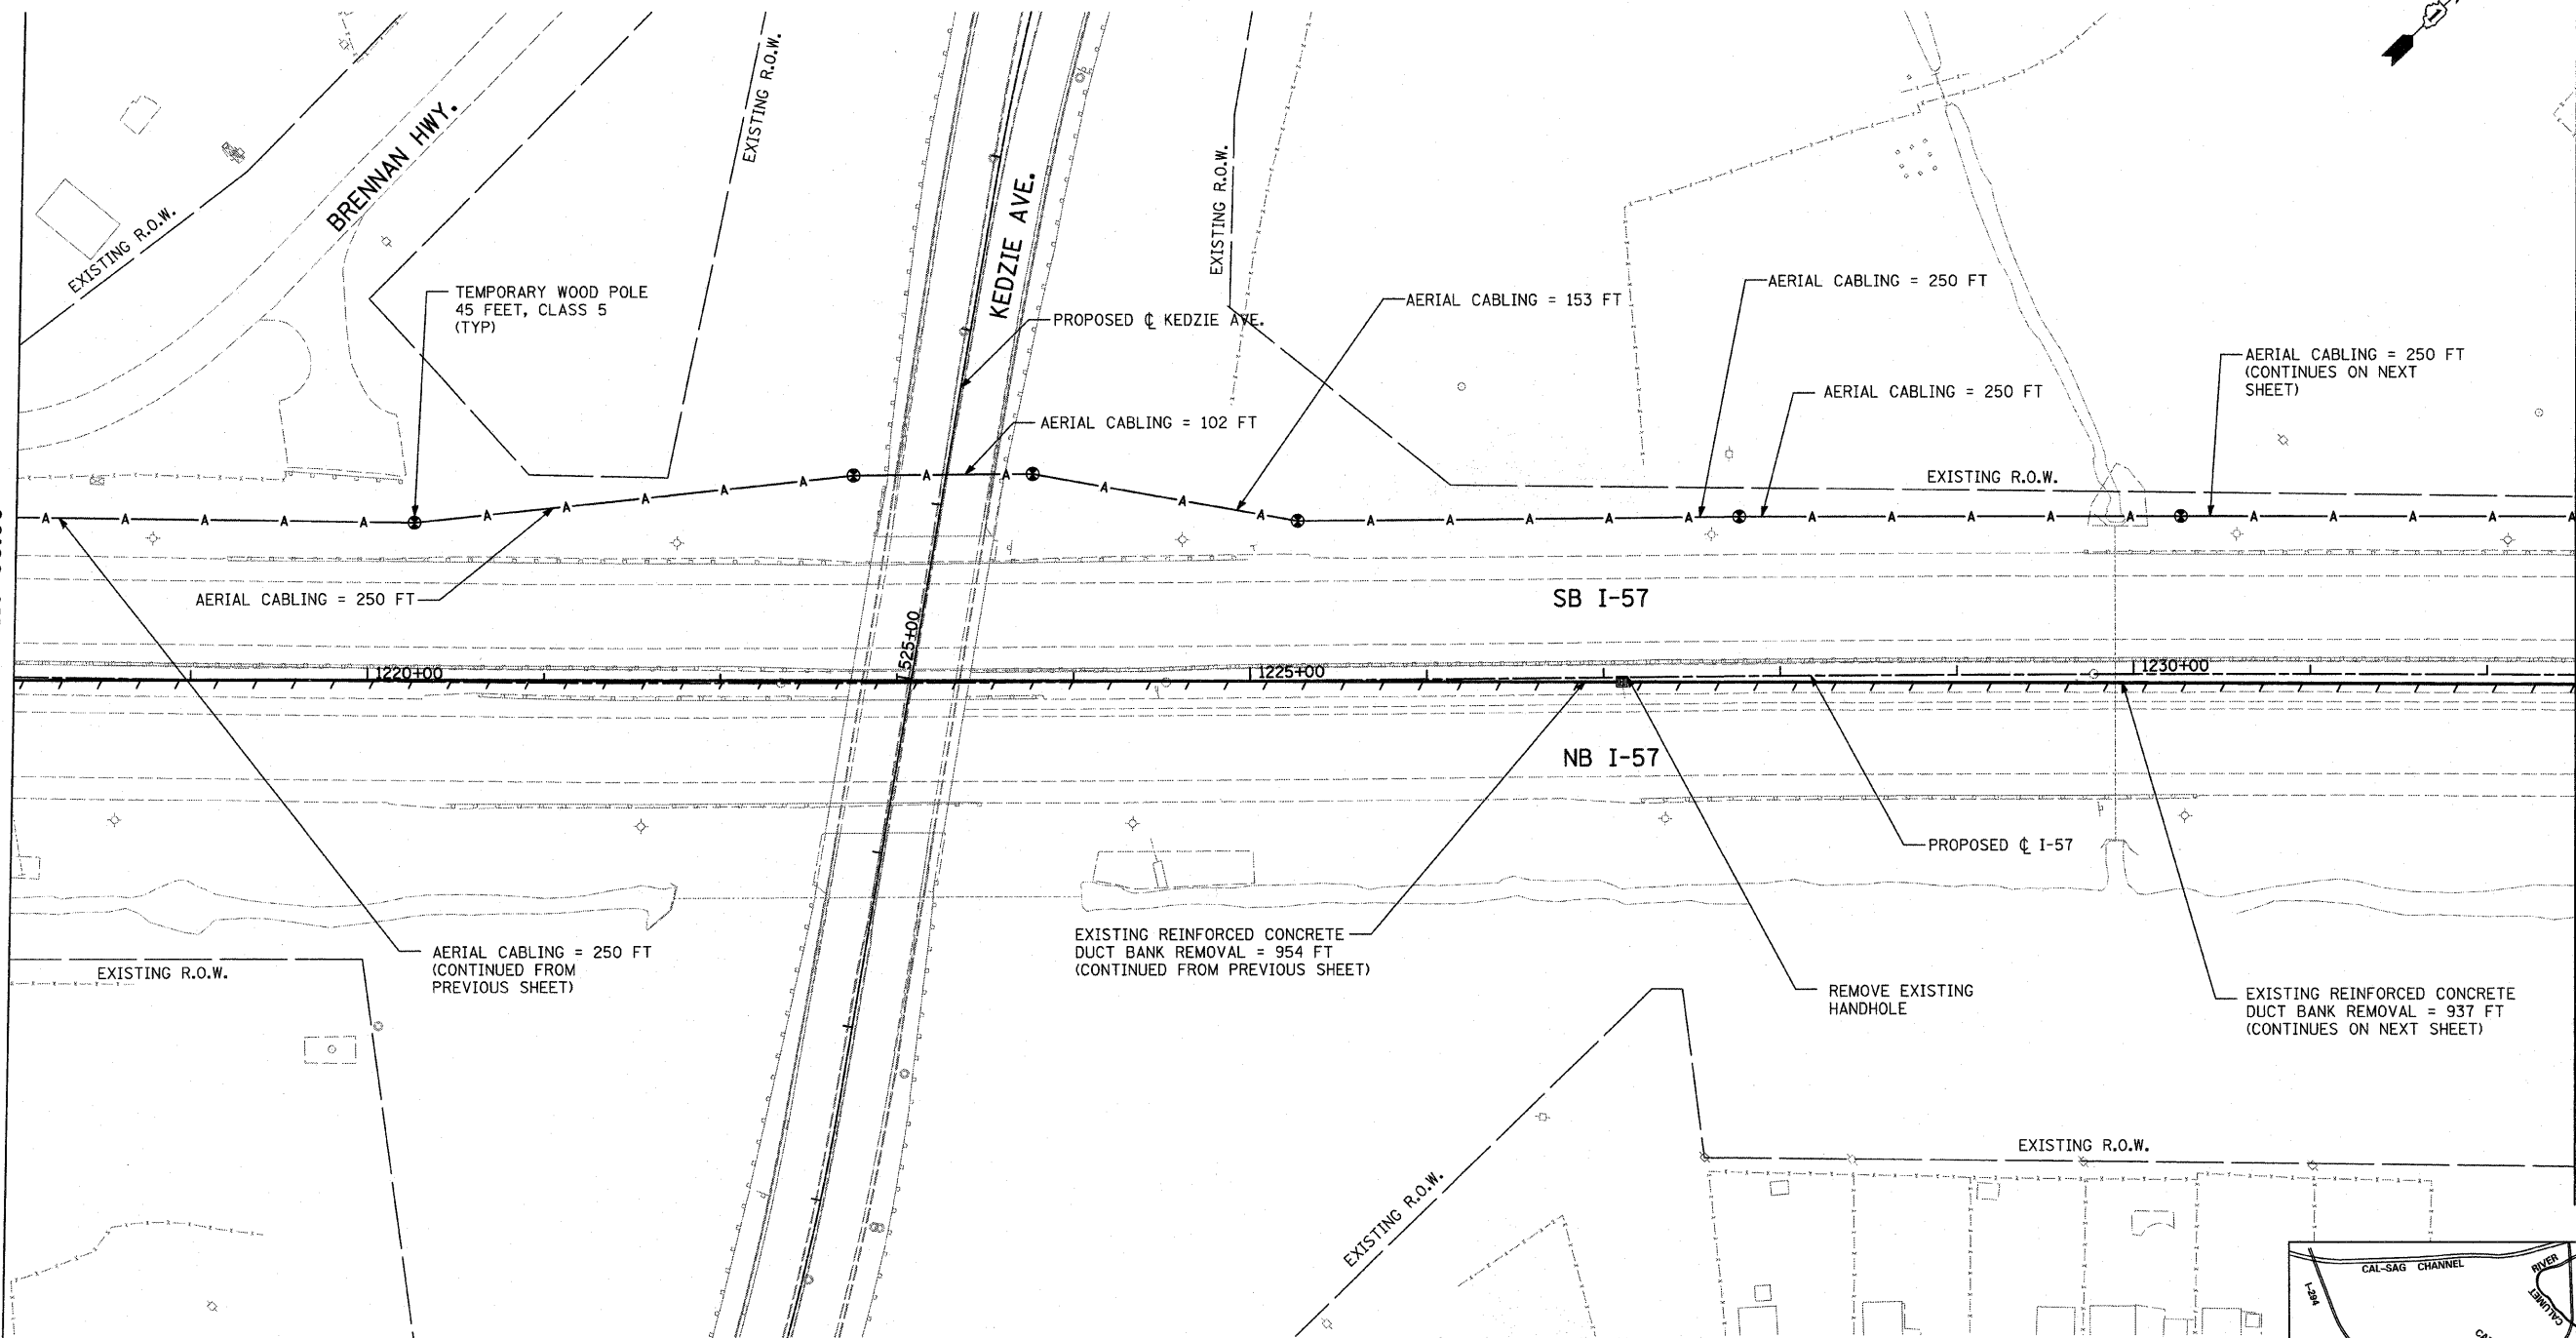 BRENNAN HWY.
EXISTING R.O.W.
EXISTING R.O.W.
KEDZIE AVE.
EXISTING R.O.W.
TEMPORARY WOOD POLE
45 FEET, CLASS 5
(TYP)
PROPOSED ℄ KEDZIE AVE.
AERIAL CABLING = 153 FT
AERIAL CABLING = 250 FT
AERIAL CABLING = 250 FT
AERIAL CABLING = 250 FT
(CONTINUES ON NEXT
SHEET)
AERIAL CABLING = 102 FT
EXISTING R.O.W.
A A A A A A A A A A A A A A A A A A A A A A A A A A A A A A A
AERIAL CABLING = 250 FT
SB I-57
525+00
1220+00
1225+00
1230+00
NB I-57
PROPOSED ℄ I-57
AERIAL CABLING = 250 FT
(CONTINUED FROM
PREVIOUS SHEET)
EXISTING R.O.W.
EXISTING REINFORCED CONCRETE
DUCT BANK REMOVAL = 954 FT
(CONTINUED FROM PREVIOUS SHEET)
REMOVE EXISTING
HANDHOLE
EXISTING REINFORCED CONCRETE
DUCT BANK REMOVAL = 937 FT
(CONTINUES ON NEXT SHEET)
EXISTING R.O.W.
EXISTING R.O.W.
CAL-SAG CHANNEL
RIVER
CALUMET
I-294